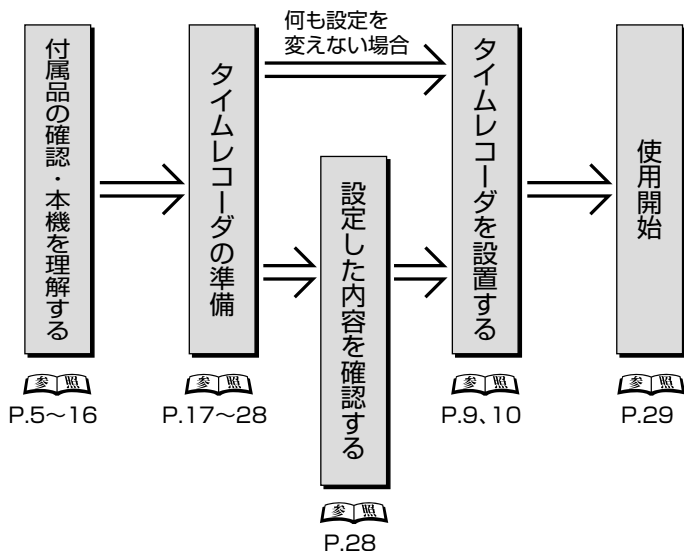 付属品の確認・本機を理解する
参照
P.5～16
タイムレコーダの準備
参照
P.17～28
何も設定を
変えない場合
設定した内容を確認する
参照
P.28
タイムレコーダを設置する
参照
P.9、10
使用開始
参照
P.29